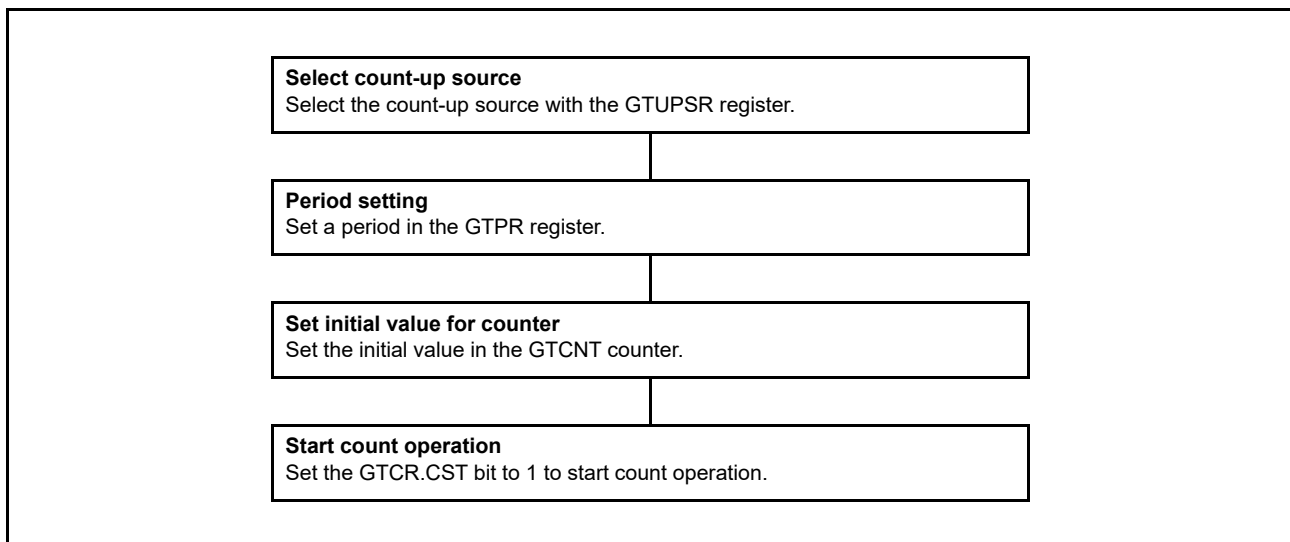 Select count-up source
Select the count-up source with the GTUPSR register.
Period setting
Set a period in the GTPR register.
Set initial value for counter
Set the initial value in the GTCNT counter.
Start count operation
Set the GTCR.CST bit to 1 to start count operation.